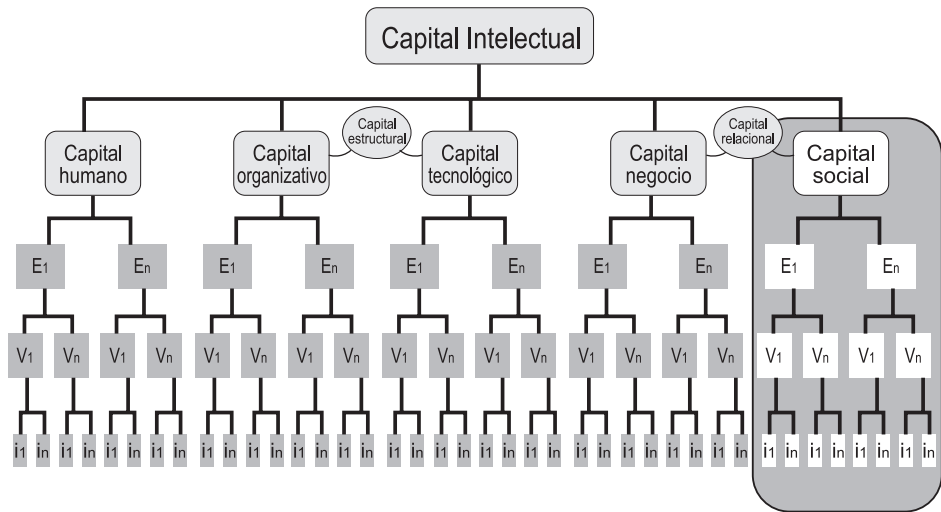 Capital Intelectual
Capital
estructural
Capital
relacional
Capital
humano
Capital
organizativo
Capital
tecnológico
Capital
negocio
Capital
social
E1 En E1 En E1 En E1 En E1 En
V1 Vn V1 Vn V1 Vn V1 Vn V1 Vn V1 Vn V1 Vn V1 Vn V1 Vn V1 Vn
i1 in i1 in i1 in i1 in i1 in i1 in i1 in i1 in i1 in i1 in i1 in i1 in i1 in i1 in i1 in i1 in i1 in i1 in i1 in i1 in